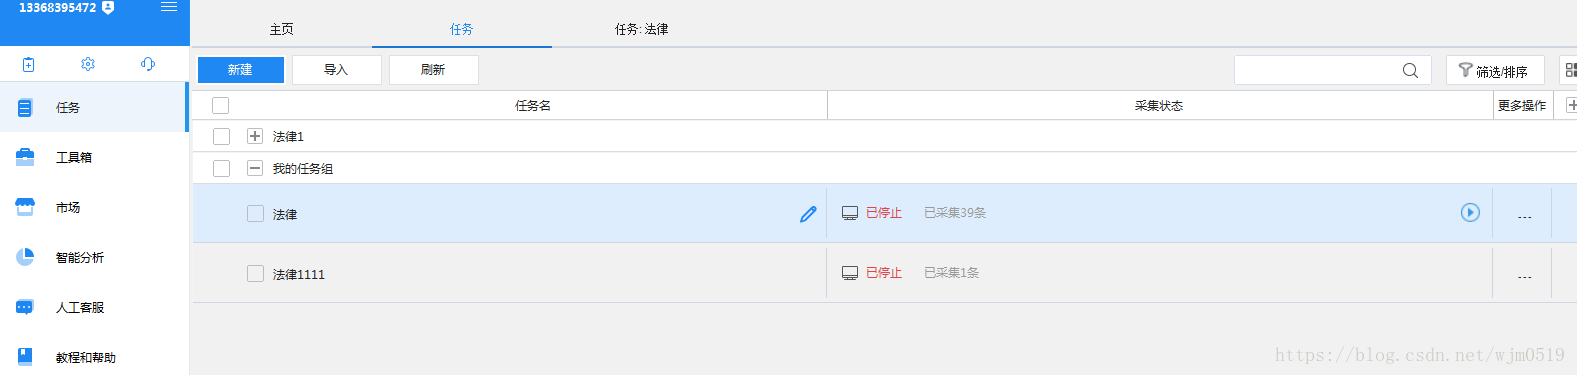 13368395472
主页 任务 任务: 法律
新建 导入 刷新 筛选/排序
任务名 采集状态 更多操作
任务
工具箱
市场
智能分析
人工客服
教程和帮助
法律1
我的任务组
法律 已停止 已采集39条 ...
法律1111 已停止 已采集1条 ...
https://blog.csdn.net/wjm0519